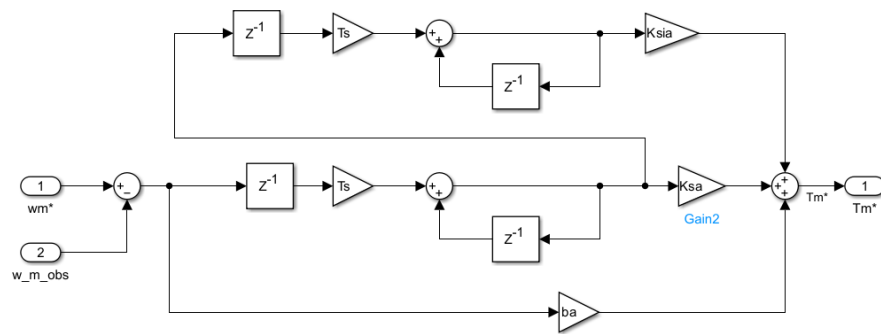 Z-1
Ts
Ksia
Z-1
1
wm*
Z-1
Ts
Ksa
Gain2
Tm*
1
Tm*
2
w_m_obs
Z-1
ba